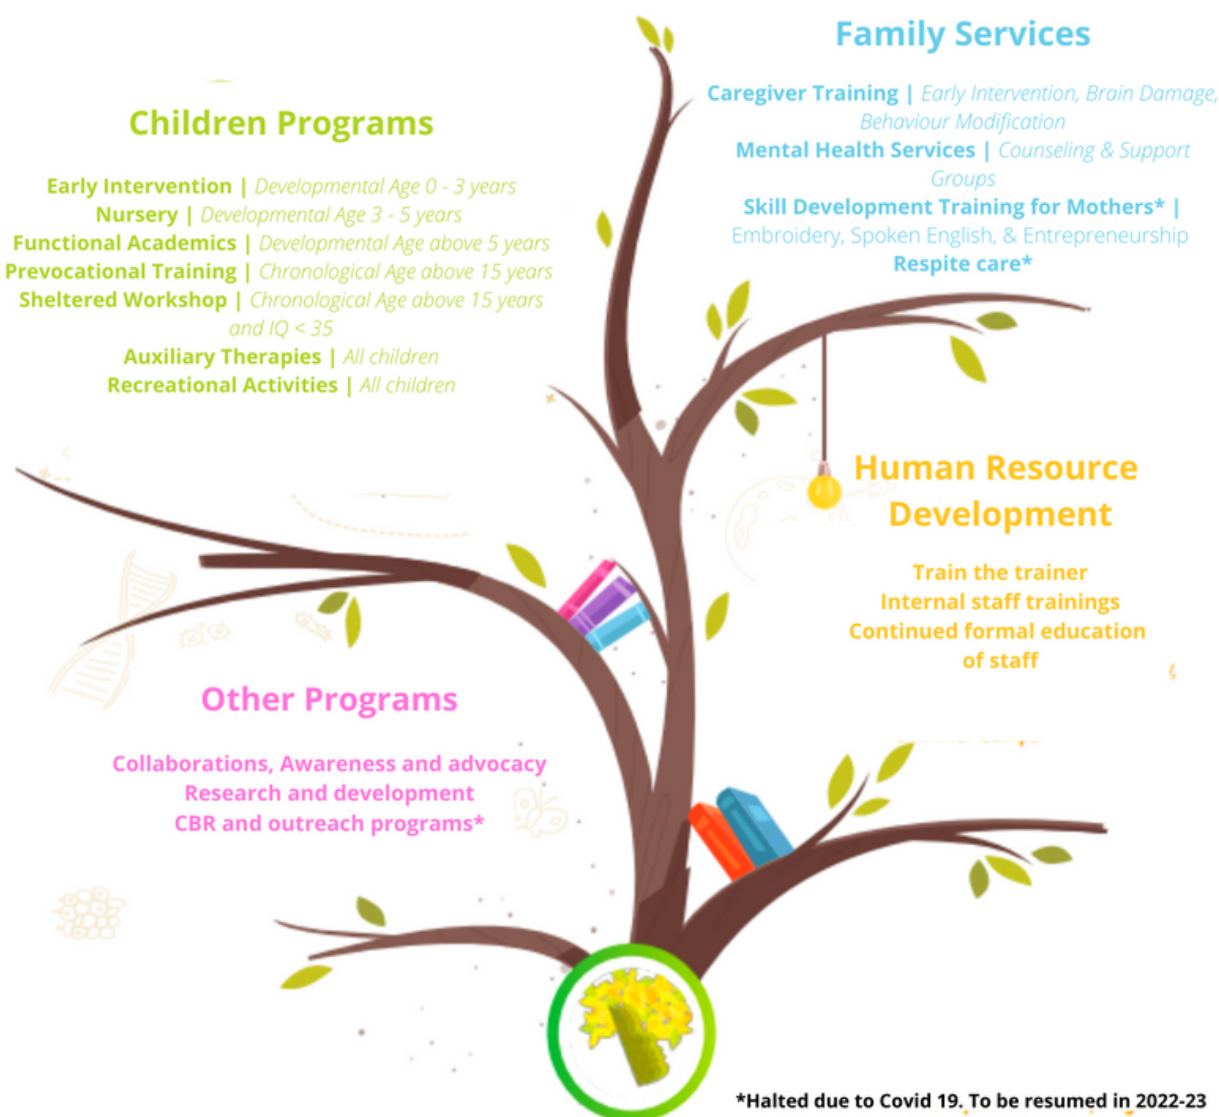 Children Programs
Early Intervention | Developmental Age 0 - 3 years
Nursery | Developmental Age 3 - 5 years
Functional Academics | Developmental Age above 5 years
Prevocational Training | Chronological Age above 15 years
Sheltered Workshop | Chronological Age above 15 years
and IQ < 35
Auxiliary Therapies | All children
Recreational Activities | All children
Family Services
Caregiver Training | Early Intervention, Brain Damage,
Behaviour Modification
Mental Health Services | Counseling & Support
Groups
Skill Development Training for Mothers* |
Embroidery, Spoken English, & Entrepreneurship
Respite care*
Human Resource
Development
Train the trainer
Internal staff trainings
Continued formal education
of staff
Other Programs
Collaborations, Awareness and advocacy
Research and development
CBR and outreach programs*
*Halted due to Covid 19. To be resumed in 2022-23